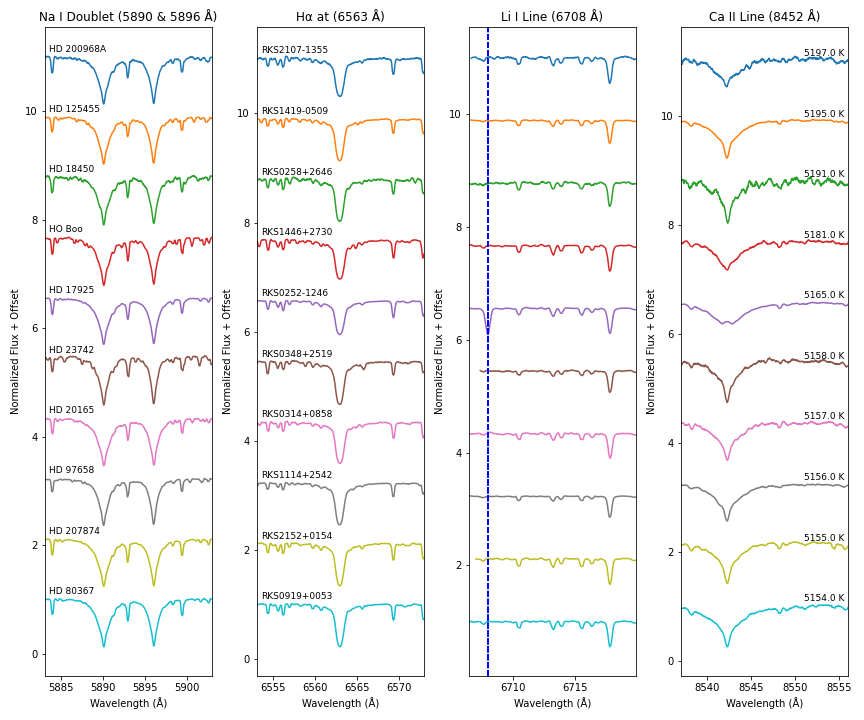 Na I Doublet (5890 & 5896 Å)
Normalized Flux + Offset
10
8
6
4
2
0
HD 200968A
HD 125455
HD 18450
HO Boo
HD 17925
HD 23742
HD 20165
HD 97658
HD 207874
HD 80367
5885
5890
5895
5900
Wavelength (Å)
Hα at (6563 Å)
Normalized Flux + Offset
10
8
6
4
2
0
RKS2107-1355
RKS1419-0509
RKS0258+2646
RKS1446+2730
RKS0252-1246
RKS0348+2519
RKS0314+0858
RKS1114+2542
RKS2152+0154
RKS0919+0053
6555
6560
6565
6570
Wavelength (Å)
Li I Line (6708 Å)
Normalized Flux + Offset
10
8
6
4
2
6710
6715
Wavelength (Å)
Ca II Line (8452 Å)
Normalized Flux + Offset
10
8
6
4
2
0
5197.0 K
5195.0 K
5191.0 K
5181.0 K
5165.0 K
5158.0 K
5157.0 K
5156.0 K
5155.0 K
5154.0 K
8540
8545
8550
8555
Wavelength (Å)